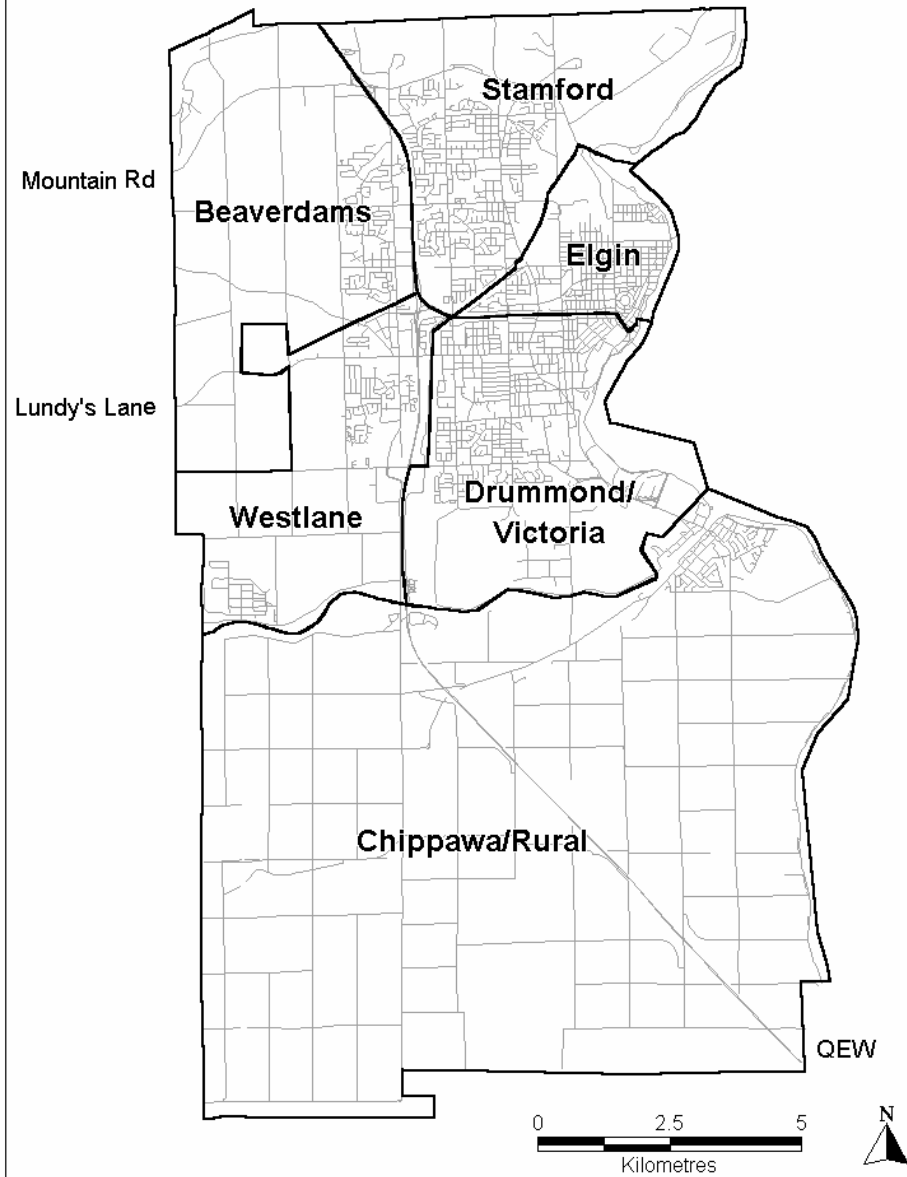 Stamford
Mountain Rd
Beaverdams
Elgin
Lundy's Lane
Drummond/
Victoria
Westlane
Chippawa/Rural
QEW
0 2.5 5
Kilometres
N